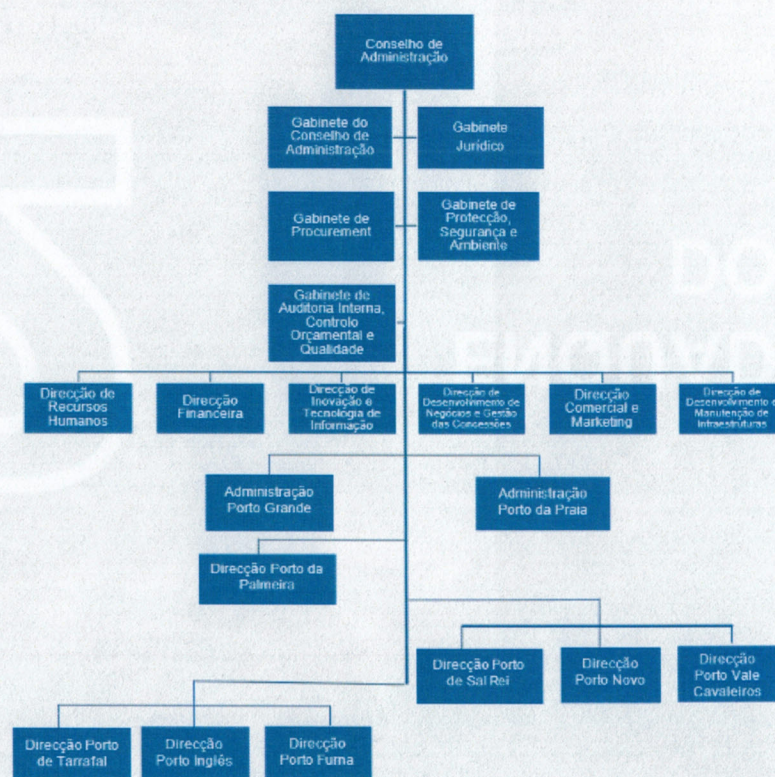 Conselho de
Administração
Gabinete do
Conselho de
Administração
Gabinete
Jurídico
Gabinete de
Procurement
Gabinete de
Protecção,
Segurança e
Ambiente
Gabinete de
Auditoria Interna,
Controlo
Orçamental e
Qualidade
Direcção de
Recursos
Humanos
Direcção
Financeira
Direcção de
Inovação e
Tecnologia de
Informação
Direcção de
Desenvolvimento de
Negócios e Gestão
das Concessões
Direcção
Comercial e
Marketing
Direcção de
Desenvolvimento e
Manutenção de
Infraestruturas
Administração
Porto Grande
Administração
Porto da Praia
Direcção Porto da
Palmeira
Direcção Porto
de Sal Rei
Direcção
Porto Novo
Direcção
Porto Vale
Cavaleiros
Direcção Porto
de Tarrafal
Direcção
Porto Inglês
Direcção
Porto Furna